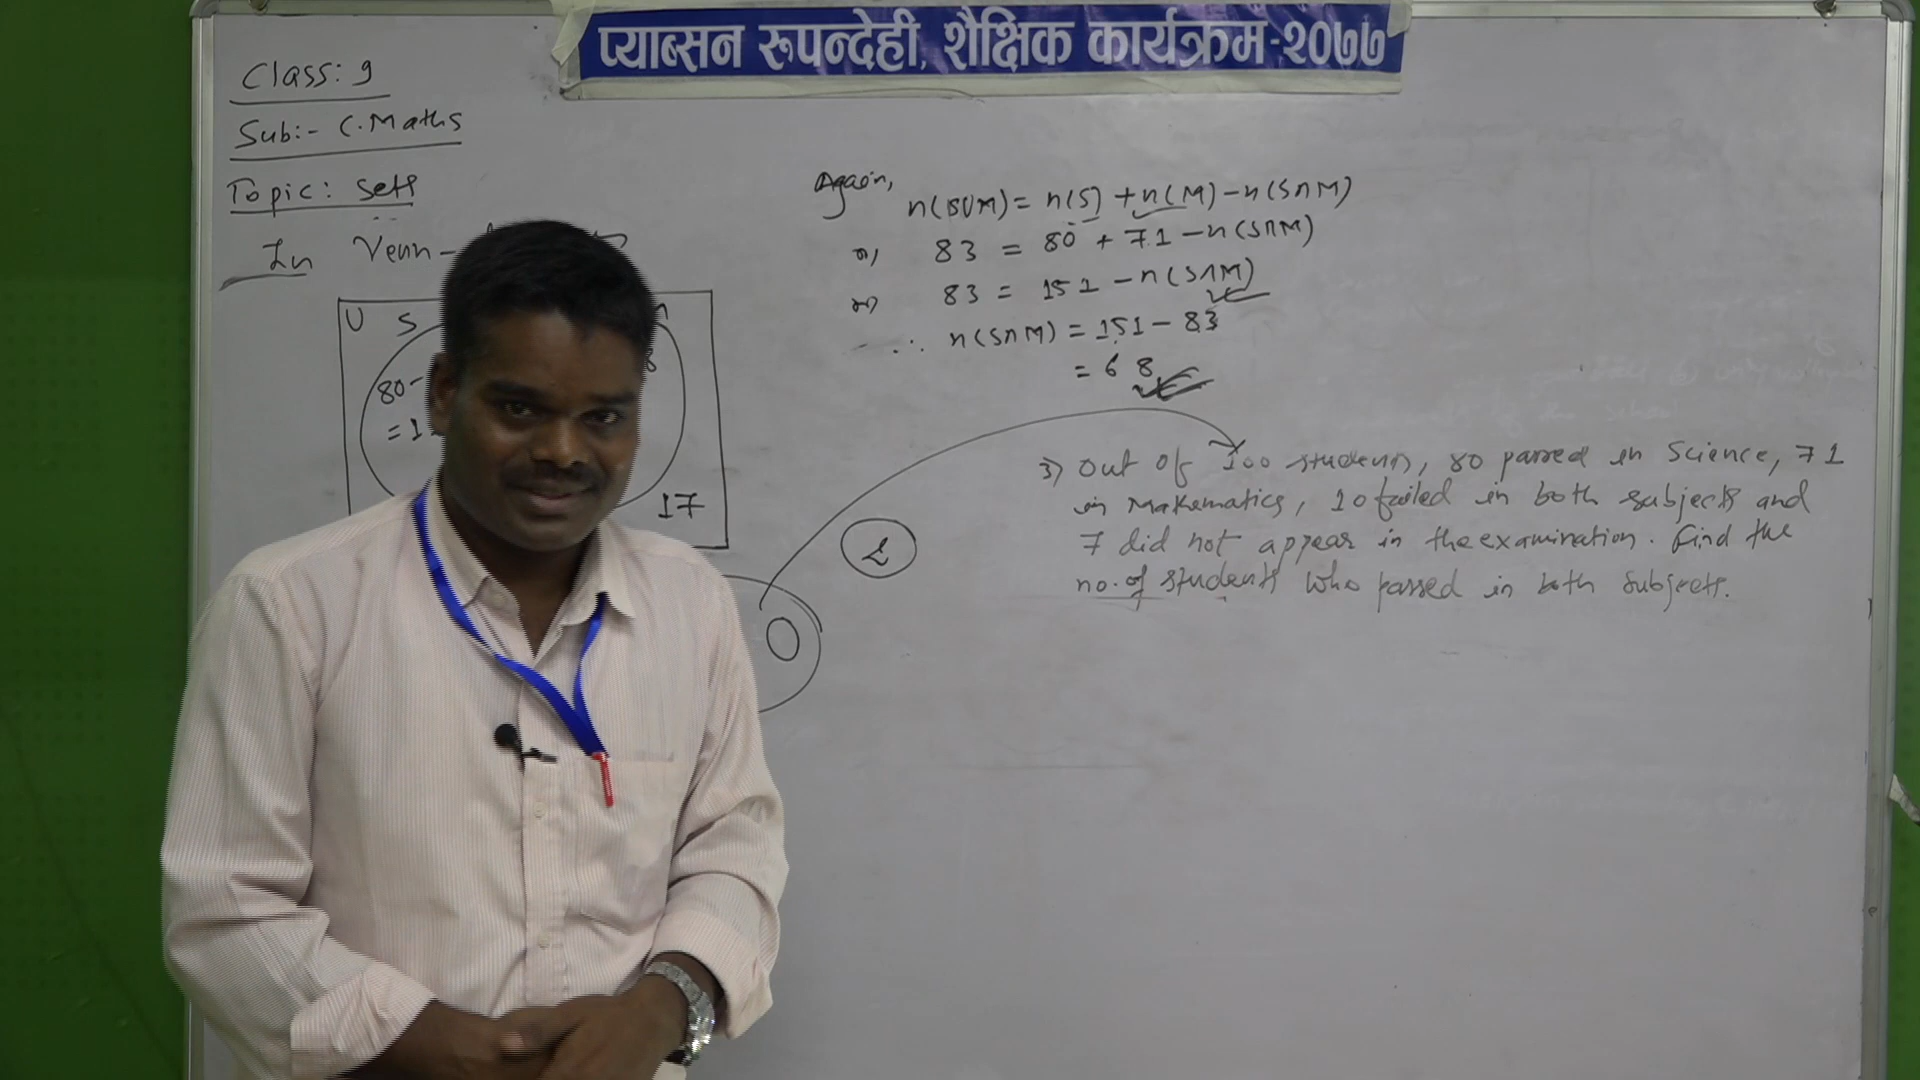 प्याब्सन रूपन्देही, शैक्षिक कार्यक्रम-२०७७
Class: 9
Sub:- C.Maths
Topic: Sets
In Venn-
U S
80-
= 1
17
Again,
n(SUM) = n(S) + n(M) - n(S∩M)
or, 83 = 80 + 71 - n(S∩M)
or, 83 = 151 - n(S∩M)
∴ n(S∩M) = 151 - 83
= 68
3) Out of 100 students, 80 passed in Science, 71
in Mathematics, 10 failed in both subjects and
7 did not appear in the examination. Find the
no. of students who passed in both subjects.